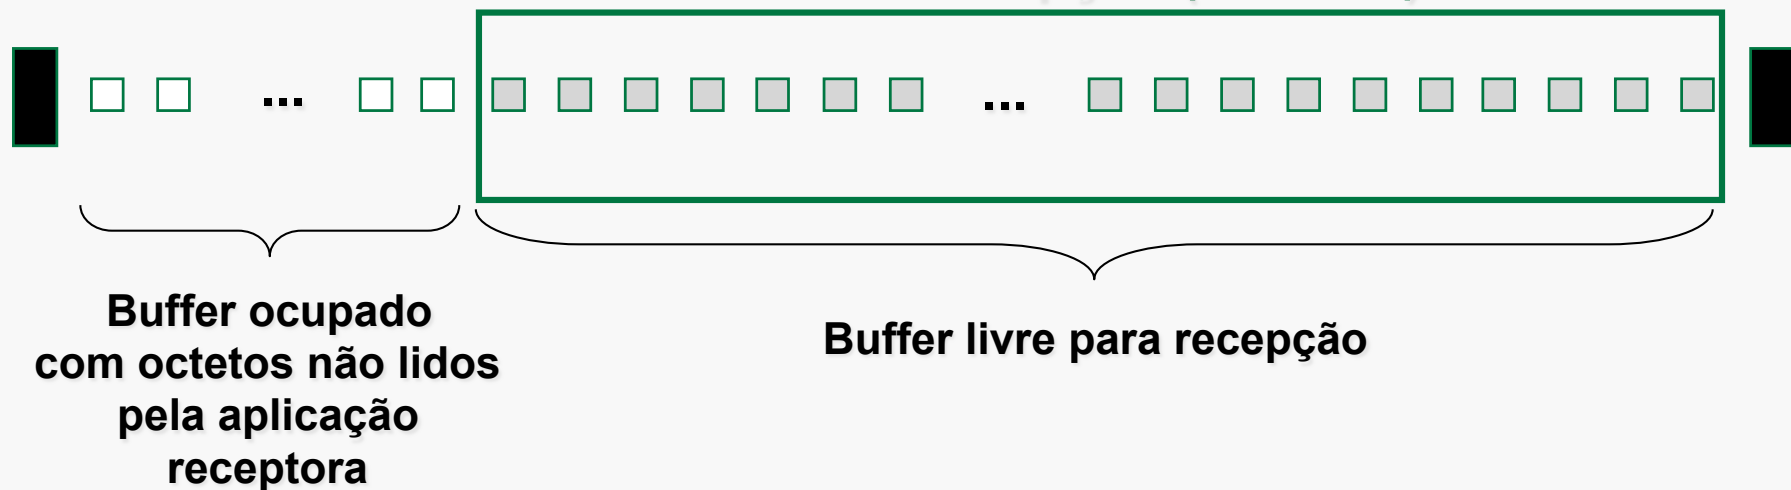 ...
...
Buffer ocupado
com octetos não lidos
pela aplicação
receptora
Buffer livre para recepção